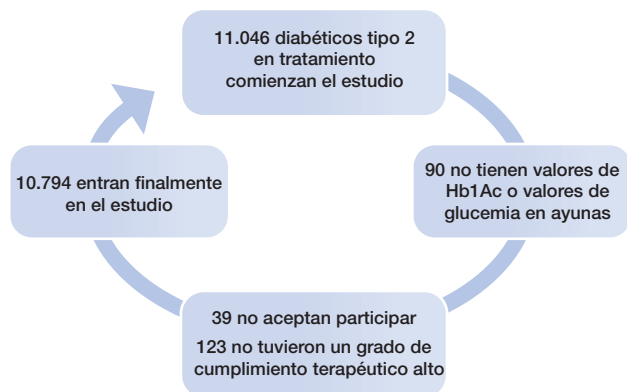 11.046 diabéticos tipo 2
en tratamiento
comienzan el estudio
90 no tienen valores de
Hb1Ac o valores de
glucemia en ayunas
39 no aceptan participar
123 no tuvieron un grado de
cumplimiento terapéutico alto
10.794 entran finalmente
en el estudio